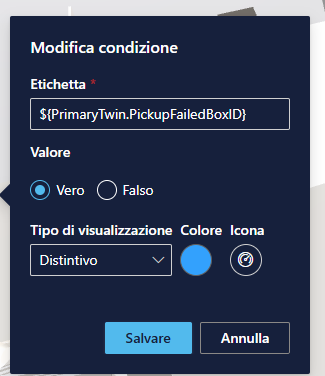 Modifica condizione
Etichetta *
${PrimaryTwin.PickupFailedBoxID}
Valore
Vero Falso
Tipo di visualizzazione Colore Icona
Distintivo
Salvare Annulla